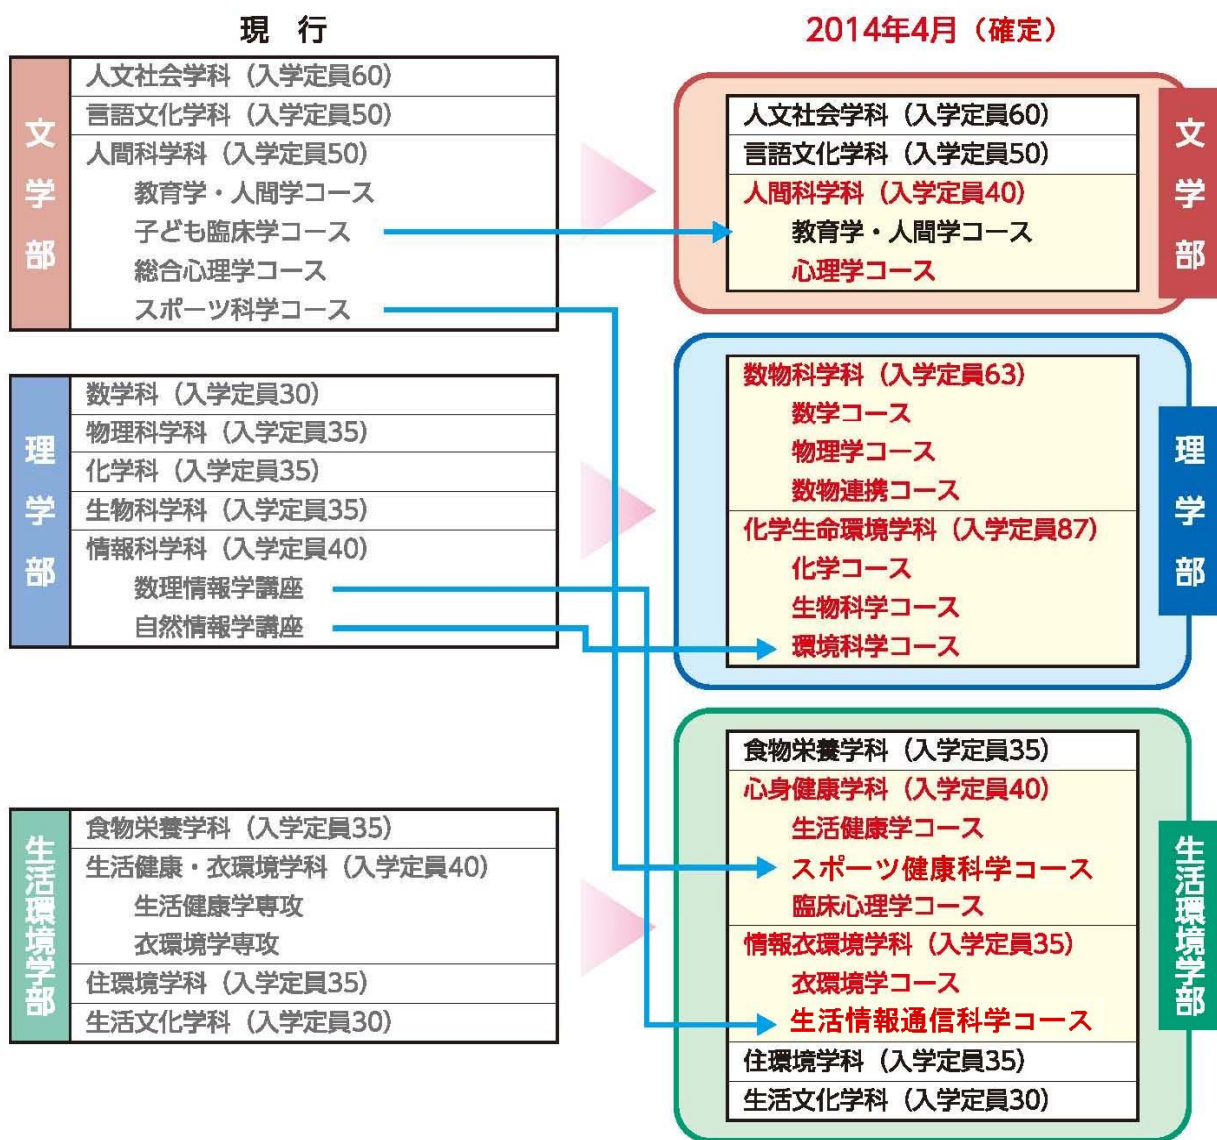 現 行
文学部
人文社会学科（入学定員60）
言語文化学科（入学定員50）
人間科学科（入学定員50）
教育学・人間学コース
子ども臨床学コース
総合心理学コース
スポーツ科学コース
理学部
数学科（入学定員30）
物理科学科（入学定員35）
化学科（入学定員35）
生物科学科（入学定員35）
情報科学科（入学定員40）
数理情報学講座
自然情報学講座
生活環境学部
食物栄養学科（入学定員35）
生活健康・衣環境学科（入学定員40）
生活健康学専攻
衣環境学専攻
住環境学科（入学定員35）
生活文化学科（入学定員30）
2014年4月（確定）
人文社会学科（入学定員60）
言語文化学科（入学定員50）
人間科学科（入学定員40）
教育学・人間学コース
心理学コース
文学部
数物科学科（入学定員63）
数学コース
物理学コース
数物連携コース
化学生命環境学科（入学定員87）
化学コース
生物科学コース
環境科学コース
理学部
食物栄養学科（入学定員35）
心身健康学科（入学定員40）
生活健康学コース
スポーツ健康科学コース
臨床心理学コース
情報衣環境学科（入学定員35）
衣環境学コース
生活情報通信科学コース
住環境学科（入学定員35）
生活文化学科（入学定員30）
生活環境学部